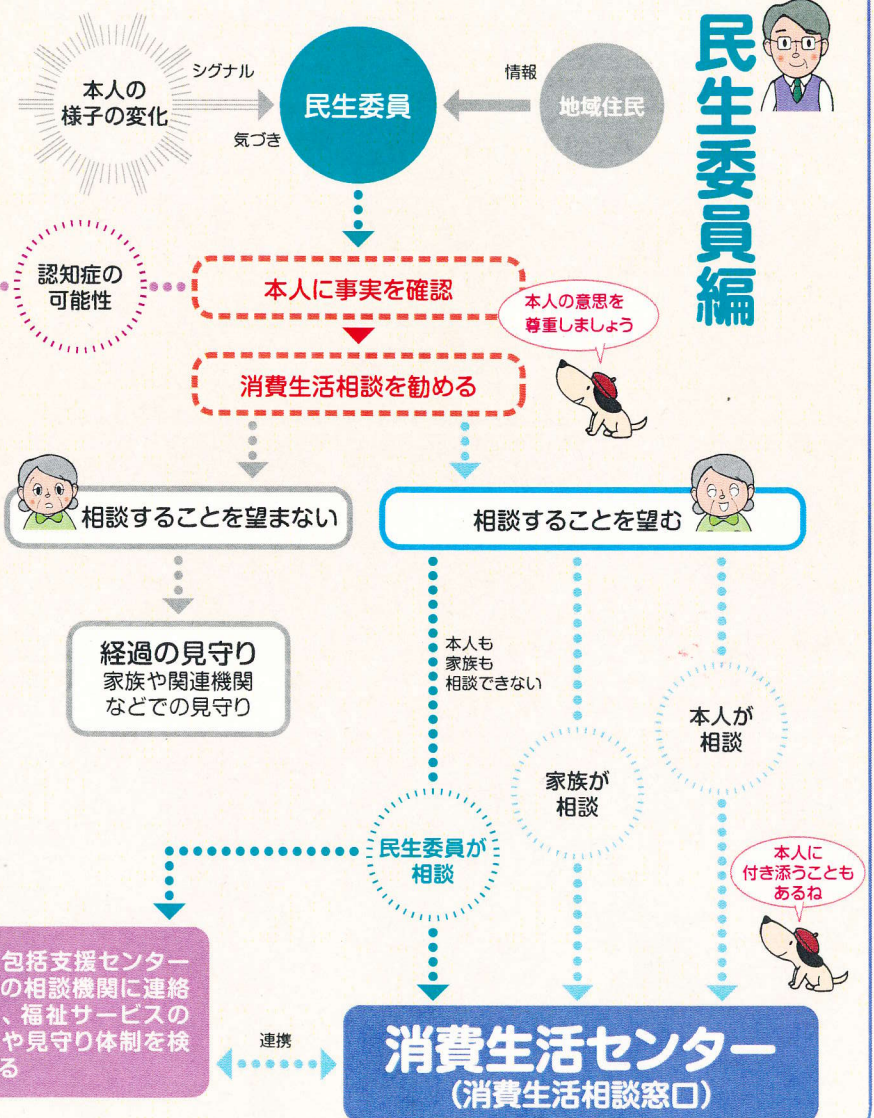 民生委員編
本人の
様子の変化
シグナル
気づき
民生委員
情報
地域住民
認知症の
可能性
本人に事実を確認
本人の意思を
尊重しましょう
消費生活相談を勧める
相談することを望まない
相談することを望む
経過の見守り
家族や関連機関
などでの見守り
本人も
家族も
相談できない
本人が
相談
家族が
相談
民生委員が
相談
本人に
付き添うことも
あるね
包括支援センター
の相談機関に連絡
、福祉サービスの
や見守り体制を検
る
連携
消費生活センター
(消費生活相談窓口)